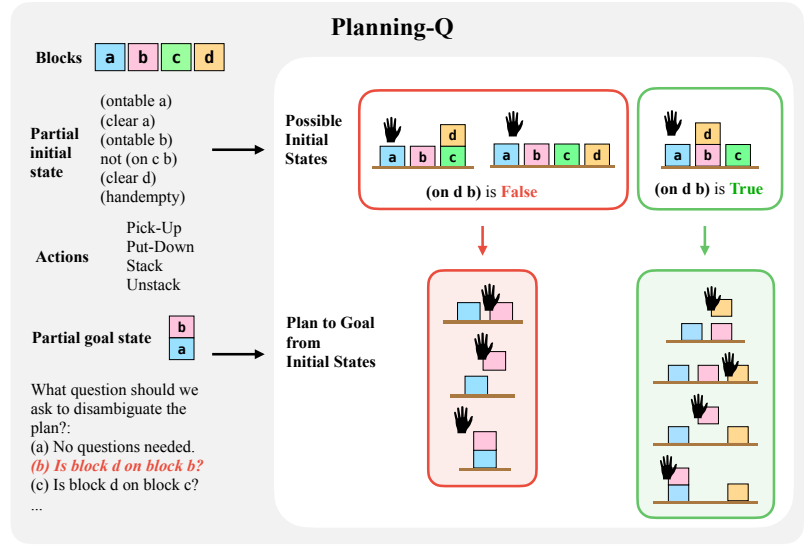 Planning-Q
Blocks
a b c d
Partial
initial
state
(ontable a)
(clear a)
(ontable b)
not (on c b)
(clear d)
(handempty)
Actions
Pick-Up
Put-Down
Stack
Unstack
Partial goal state
b
a
What question should we
ask to disambiguate the
plan?:
(a) No questions needed.
(b) Is block d on block b?
(c) Is block d on block c?
...
Possible
Initial
States
d
a b c
a b c d
(on d b) is False
d
a b c
(on d b) is True
Plan to Goal
from
Initial States